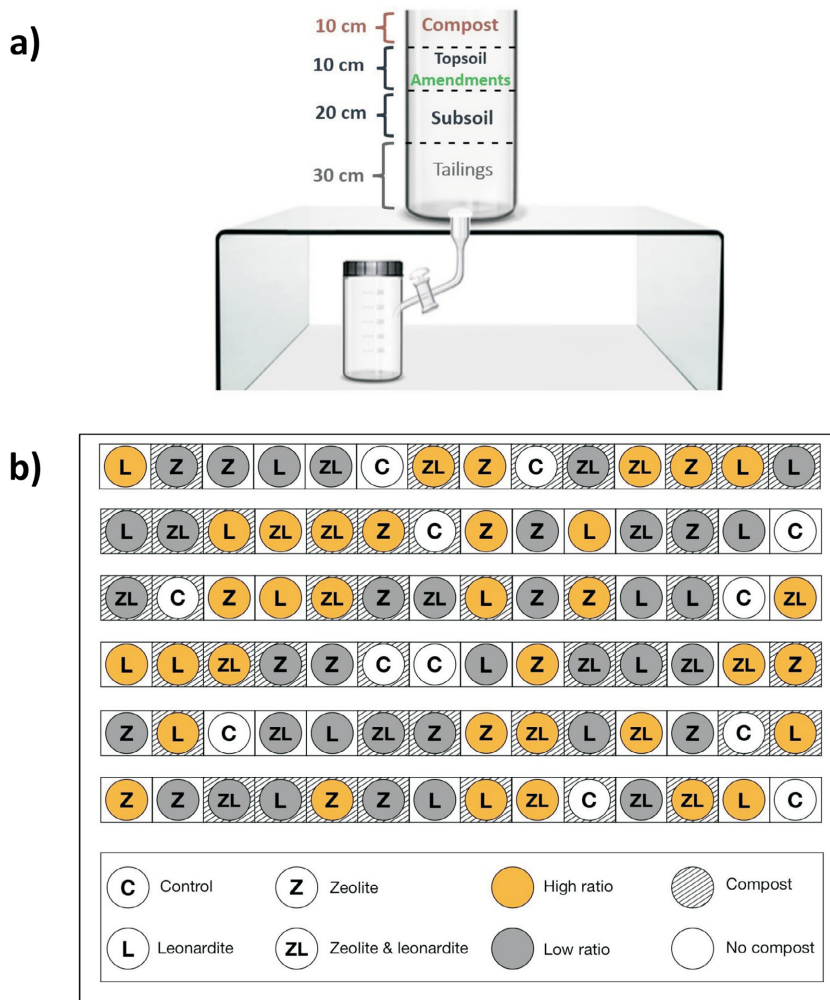 a)
10 cm
Compost
10 cm
Topsoil
Amendments
20 cm
Subsoil
30 cm
Tailings
b)
L Z Z L ZL C ZL Z C ZL ZL Z L L
L ZL L ZL ZL Z C Z Z L ZL Z L C
ZL C Z L ZL Z ZL L Z Z L L C ZL
L L ZL Z Z C C L Z ZL L ZL ZL Z
Z L C ZL L ZL Z Z ZL L ZL Z C L
Z Z ZL L Z Z L L ZL C ZL ZL L C
C Control Z Zeolite High ratio Compost
L Leonardite ZL Zeolite & leonardite Low ratio No compost